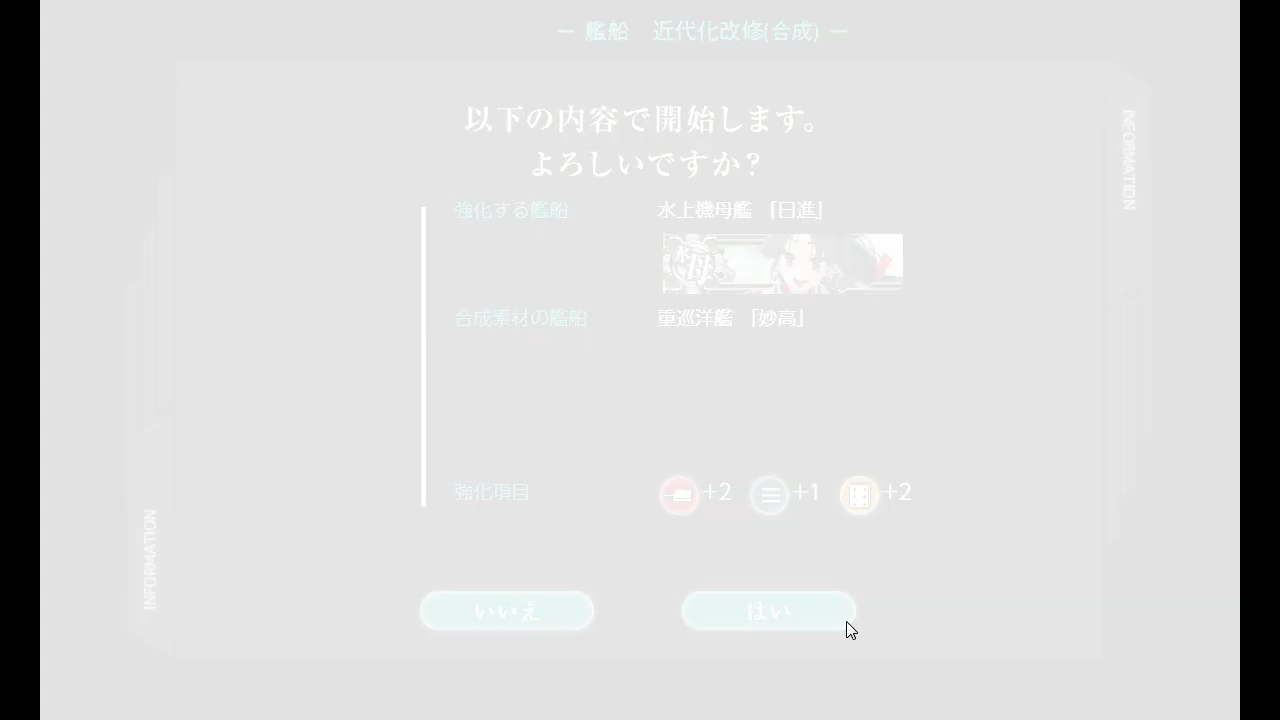 ー 艦船　近代化改修(合成) ー
以下の内容で開始します。
よろしいですか?
強化する艦船　水上機母艦 「日進」
水母
合成素材の艦船　重巡洋艦 「妙高」
強化項目　+2 +1 +2
いいえ　はい
INFORMATION
INFORMATION